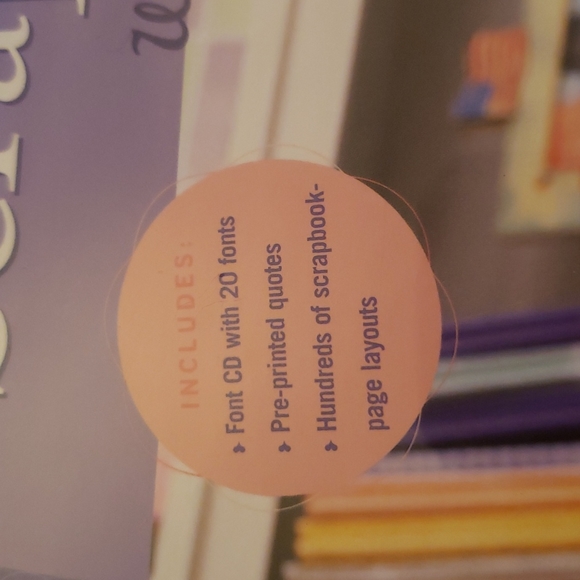 INCLUDES:
❥ Font CD with 20 fonts
❥ Pre-printed quotes
❥ Hundreds of scrapbook-
page layouts